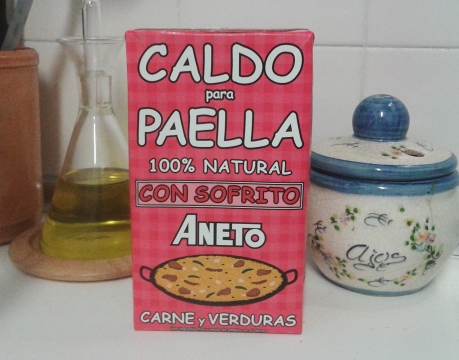 CALDO
para
PAELLA
100% NATURAL
CON SOFRITO
ANETO
CARNE y VERDURAS
Ajos